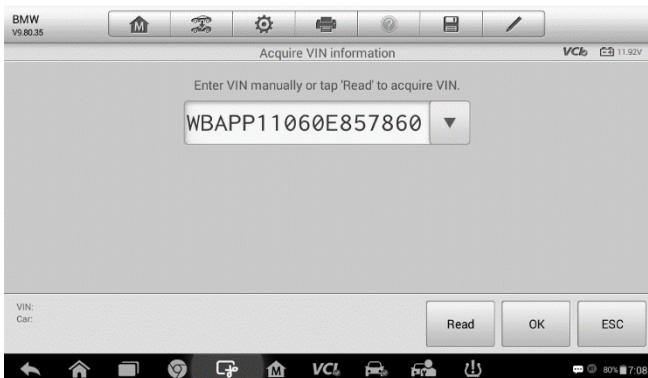 BMW
V9.80.35
Acquire VIN information
VCI
11.92V
Enter VIN manually or tap 'Read' to acquire VIN.
WBAPP11060E857860
VIN:
Car:
Read
OK
ESC
M
VCI
80%
7:08